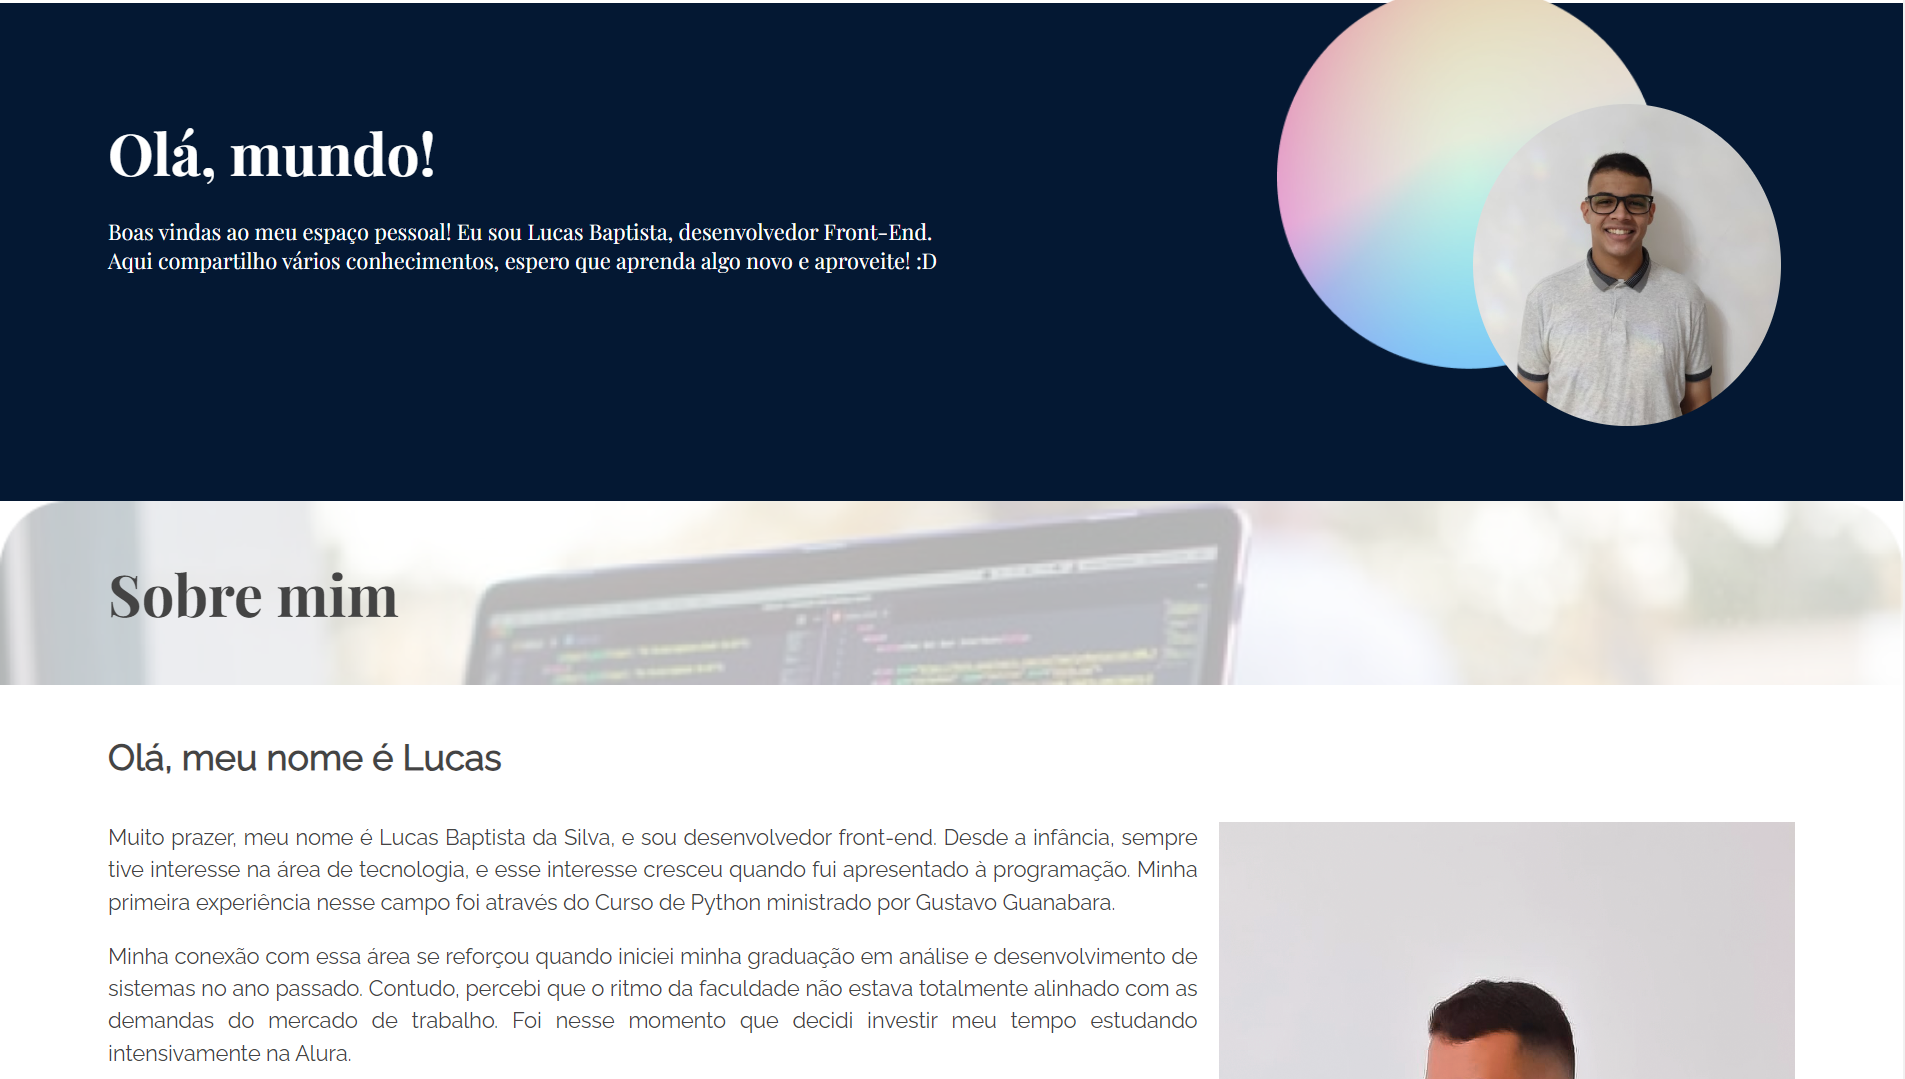 Olá, mundo!
Boas vindas ao meu espaço pessoal! Eu sou Lucas Baptista, desenvolvedor Front-End.
Aqui compartilho vários conhecimentos, espero que aprenda algo novo e aproveite! :D
Sobre mim
Olá, meu nome é Lucas
Muito prazer, meu nome é Lucas Baptista da Silva, e sou desenvolvedor front-end. Desde a infância, sempre
tive interesse na área de tecnologia, e esse interesse cresceu quando fui apresentado à programação. Minha
primeira experiência nesse campo foi através do Curso de Python ministrado por Gustavo Guanabara.
Minha conexão com essa área se reforçou quando iniciei minha graduação em análise e desenvolvimento de
sistemas no ano passado. Contudo, percebi que o ritmo da faculdade não estava totalmente alinhado com as
demandas do mercado de trabalho. Foi nesse momento que decidi investir meu tempo estudando
intensivamente na Alura.